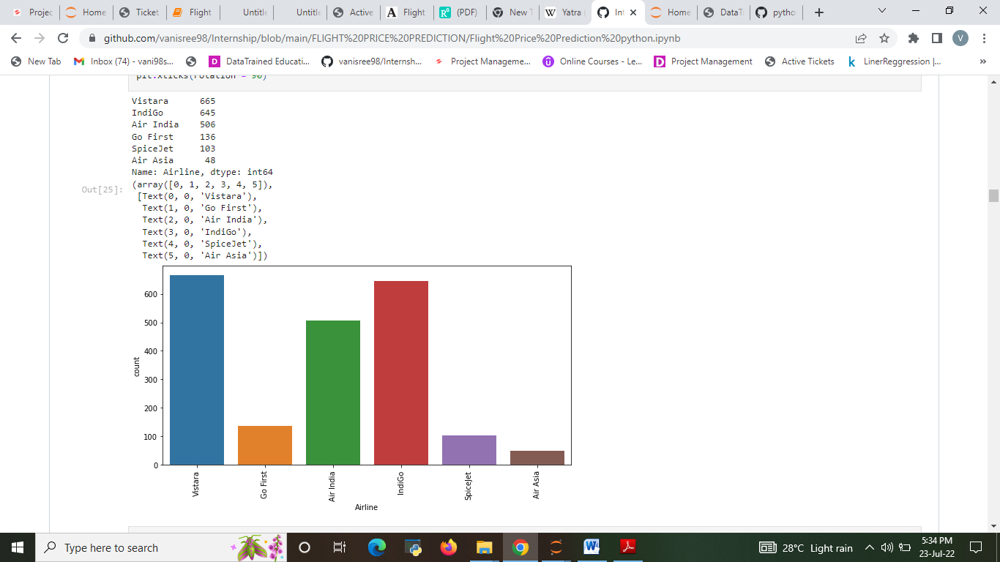 Projec
Home
Ticket
Flight
Untitle
Untitle
Active
Flight
(PDF)
New T
Yatra (
Int
Home
DataT
pytho
github.com/vanisree98/Internship/blob/main/FLIGHT%20PRICE%20PREDICTION/Flight%20Price%20Prediction%20python.ipynb
V
New Tab
Inbox (74) - vani98s...
DataTrained Educati...
vanisree98/Internsh...
Project Manageme...
Online Courses - Le...
Project Management
Active Tickets
LinerReggression |...
»
plt.xticks(rotation = 90)
Vistara 665
IndiGo 645
Air India 506
Go First 136
SpiceJet 103
Air Asia 48
Name: Airline, dtype: int64
Out[25]:
(array([0, 1, 2, 3, 4, 5]),
[Text(0, 0, 'Vistara'),
Text(1, 0, 'Go First'),
Text(2, 0, 'Air India'),
Text(3, 0, 'IndiGo'),
Text(4, 0, 'SpiceJet'),
Text(5, 0, 'Air Asia')])
600
500
400
300
200
100
0
count
Vistara
Go First
Air India
IndiGo
SpiceJet
Air Asia
Airline
Type here to search
28°C Light rain
5:34 PM
23-Jul-22